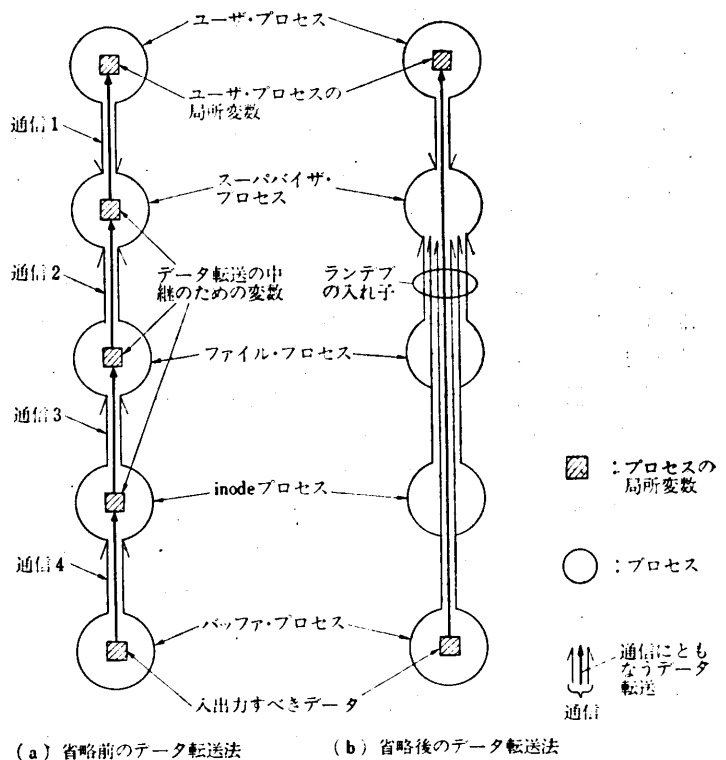 ユーザ・プロセス
ユーザ・プロセスの
局所変数
通信1
スーパバイザ・
プロセス
通信2
データ転送の中
継のための変数
ランデブ
の入れ子
ファイル・プロセス
通信3
inodeプロセス
通信4
バッファ・プロセス
入出力すべきデータ
:プロセスの
局所変数
:プロセス
通信にとも
なうデータ
転送
通信
(a) 省略前のデータ転送法
(b) 省略後のデータ転送法